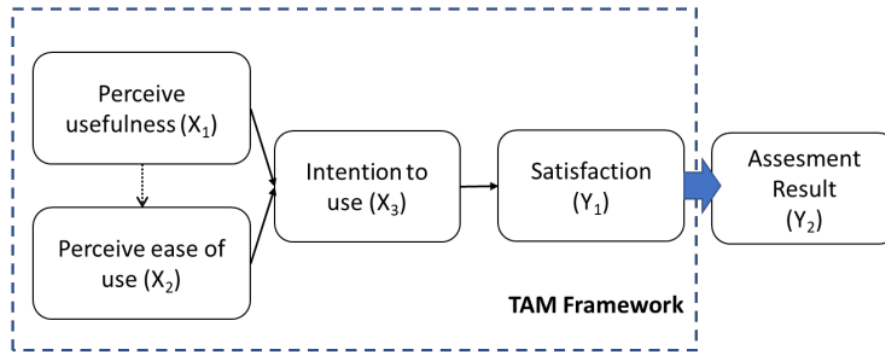 Perceive
usefulness (X₁)
Perceive ease of
use (X₂)
Intention to
use (X₃)
Satisfaction
(Y₁)
Assesment
Result
(Y₂)
TAM Framework